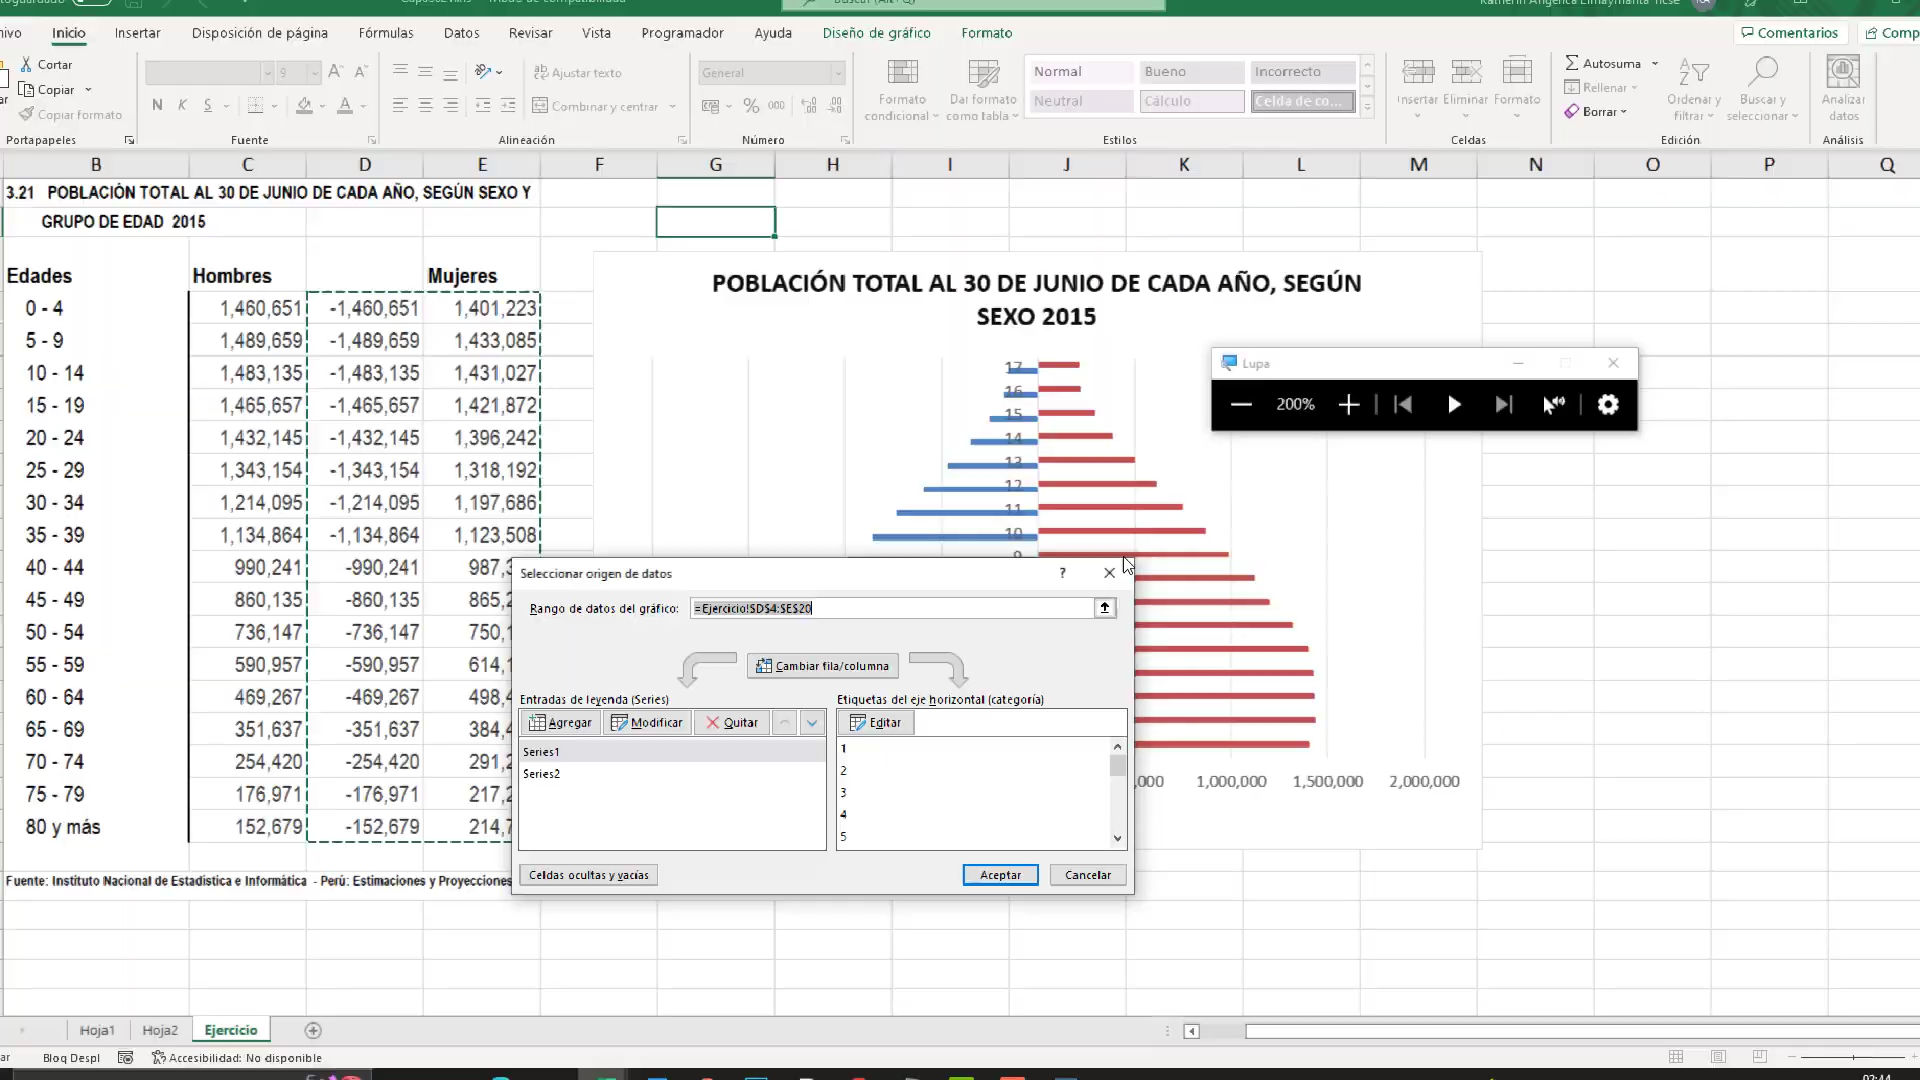 Inicio Insertar Disposición de página Fórmulas Datos Revisar Vista Programador Ayuda Diseño de gráfico Formato Comentarios
Cortar
Copiar
Copiar formato
Portapapeles
9
N K S
Fuente
Ajustar texto
Combinar y centrar
Alineación
General
% 000
Número
Formato condicional
Dar formato como tabla
Normal Bueno Incorrecto
Neutral Cálculo Celda de co...
Estilos
Insertar Eliminar Formato
Celdas
Autosuma
Rellenar
Borrar
Ordenar y filtrar
Buscar y seleccionar
Edición
Analizar datos
Análisis
B C D E F G H I J K L M N O P Q
3.21 POBLACIÓN TOTAL AL 30 DE JUNIO DE CADA AÑO, SEGÚN SEXO Y
GRUPO DE EDAD 2015
Edades Hombres Mujeres
0 - 4 1,460,651 -1,460,651 1,401,223
5 - 9 1,489,659 -1,489,659 1,433,085
10 - 14 1,483,135 -1,483,135 1,431,027
15 - 19 1,465,657 -1,465,657 1,421,872
20 - 24 1,432,145 -1,432,145 1,396,242
25 - 29 1,343,154 -1,343,154 1,318,192
30 - 34 1,214,095 -1,214,095 1,197,686
35 - 39 1,134,864 -1,134,864 1,123,508
40 - 44 990,241 -990,241 987,
45 - 49 860,135 -860,135 865,
50 - 54 736,147 -736,147 750,
55 - 59 590,957 -590,957 614,
60 - 64 469,267 -469,267 498,
65 - 69 351,637 -351,637 384,
70 - 74 254,420 -254,420 291,
75 - 79 176,971 -176,971 217,
80 y más 152,679 -152,679 214,
Fuente: Instituto Nacional de Estadística e Informática - Perú: Estimaciones y Proyecciones
POBLACIÓN TOTAL AL 30 DE JUNIO DE CADA AÑO, SEGÚN
SEXO 2015
17
16
15
14
13
12
11
10
9
,000 1,000,000 1,500,000 2,000,000
Lupa
200%
Seleccionar origen de datos ?
Rango de datos del gráfico: =Ejercicio!$D$4:$E$20
Cambiar fila/columna
Entradas de leyenda (Series)
Agregar Modificar Quitar
Series1
Series2
Etiquetas del eje horizontal (categoría)
Editar
1
2
3
4
5
Celdas ocultas y vacías Aceptar Cancelar
Hoja1 Hoja2 Ejercicio
Bloq Despl Accesibilidad: No disponible